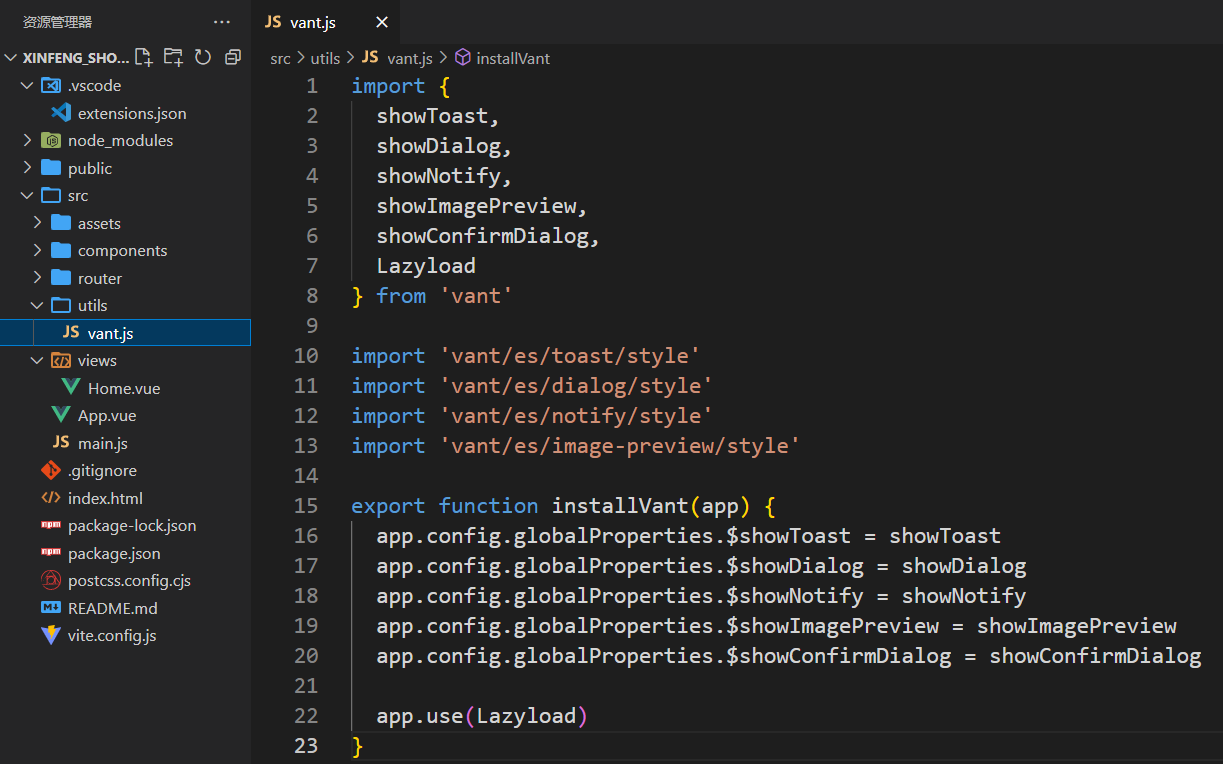 资源管理器
XINFENG_SHO...
.vscode
extensions.json
node_modules
public
src
assets
components
router
utils
JS vant.js
views
Home.vue
App.vue
JS main.js
.gitignore
index.html
npm package-lock.json
npm package.json
postcss.config.cjs
README.md
vite.config.js
JS vant.js
src > utils > JS vant.js > installVant
1 import {
2 showToast,
3 showDialog,
4 showNotify,
5 showImagePreview,
6 showConfirmDialog,
7 Lazyload
8 } from 'vant'
9
10 import 'vant/es/toast/style'
11 import 'vant/es/dialog/style'
12 import 'vant/es/notify/style'
13 import 'vant/es/image-preview/style'
14
15 export function installVant(app) {
16 app.config.globalProperties.$showToast = showToast
17 app.config.globalProperties.$showDialog = showDialog
18 app.config.globalProperties.$showNotify = showNotify
19 app.config.globalProperties.$showImagePreview = showImagePreview
20 app.config.globalProperties.$showConfirmDialog = showConfirmDialog
21
22 app.use(Lazyload)
23 }